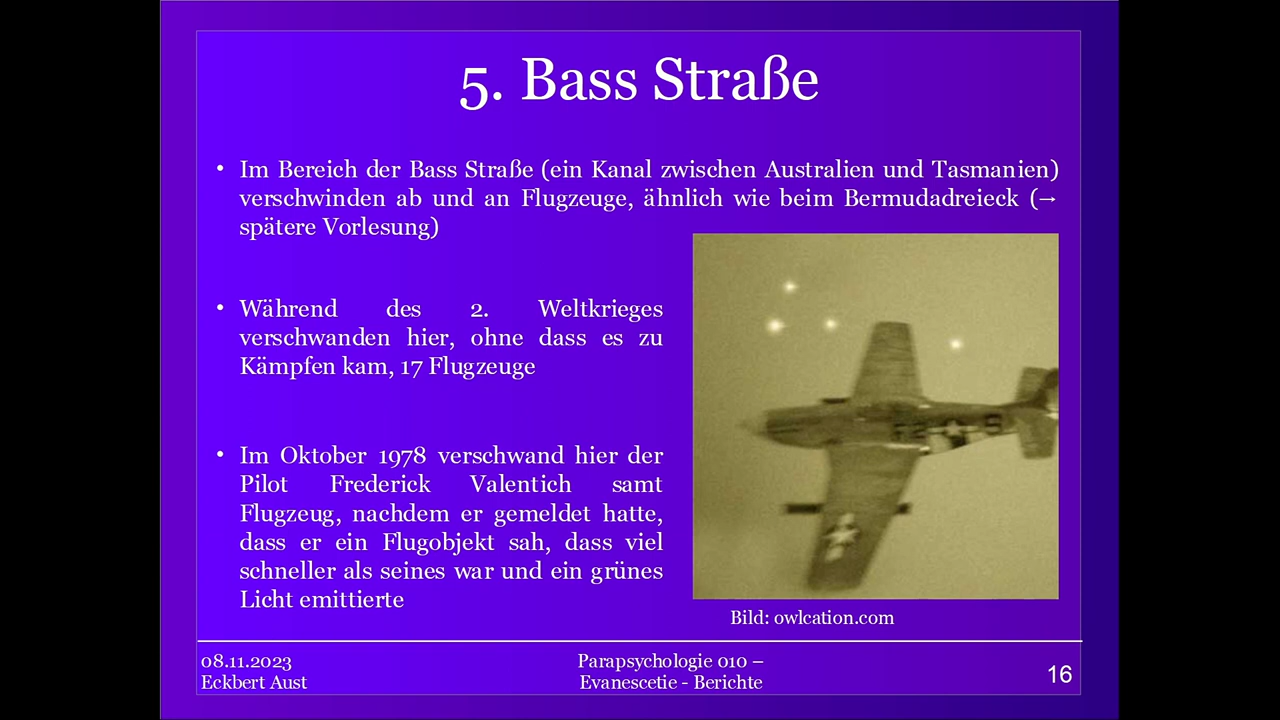 5. Bass Straße
• Im Bereich der Bass Straße (ein Kanal zwischen Australien und Tasmanien)
verschwinden ab und an Flugzeuge, ähnlich wie beim Bermudadreieck (→
spätere Vorlesung)
• Während des 2. Weltkrieges
verschwanden hier, ohne dass es zu
Kämpfen kam, 17 Flugzeuge
• Im Oktober 1978 verschwand hier der
Pilot Frederick Valentich samt
Flugzeug, nachdem er gemeldet hatte,
dass er ein Flugobjekt sah, dass viel
schneller als seines war und ein grünes
Licht emittierte
Bild: owlcation.com
08.11.2023
Eckbert Aust
Parapsychologie 010 –
Evanescetie - Berichte
16